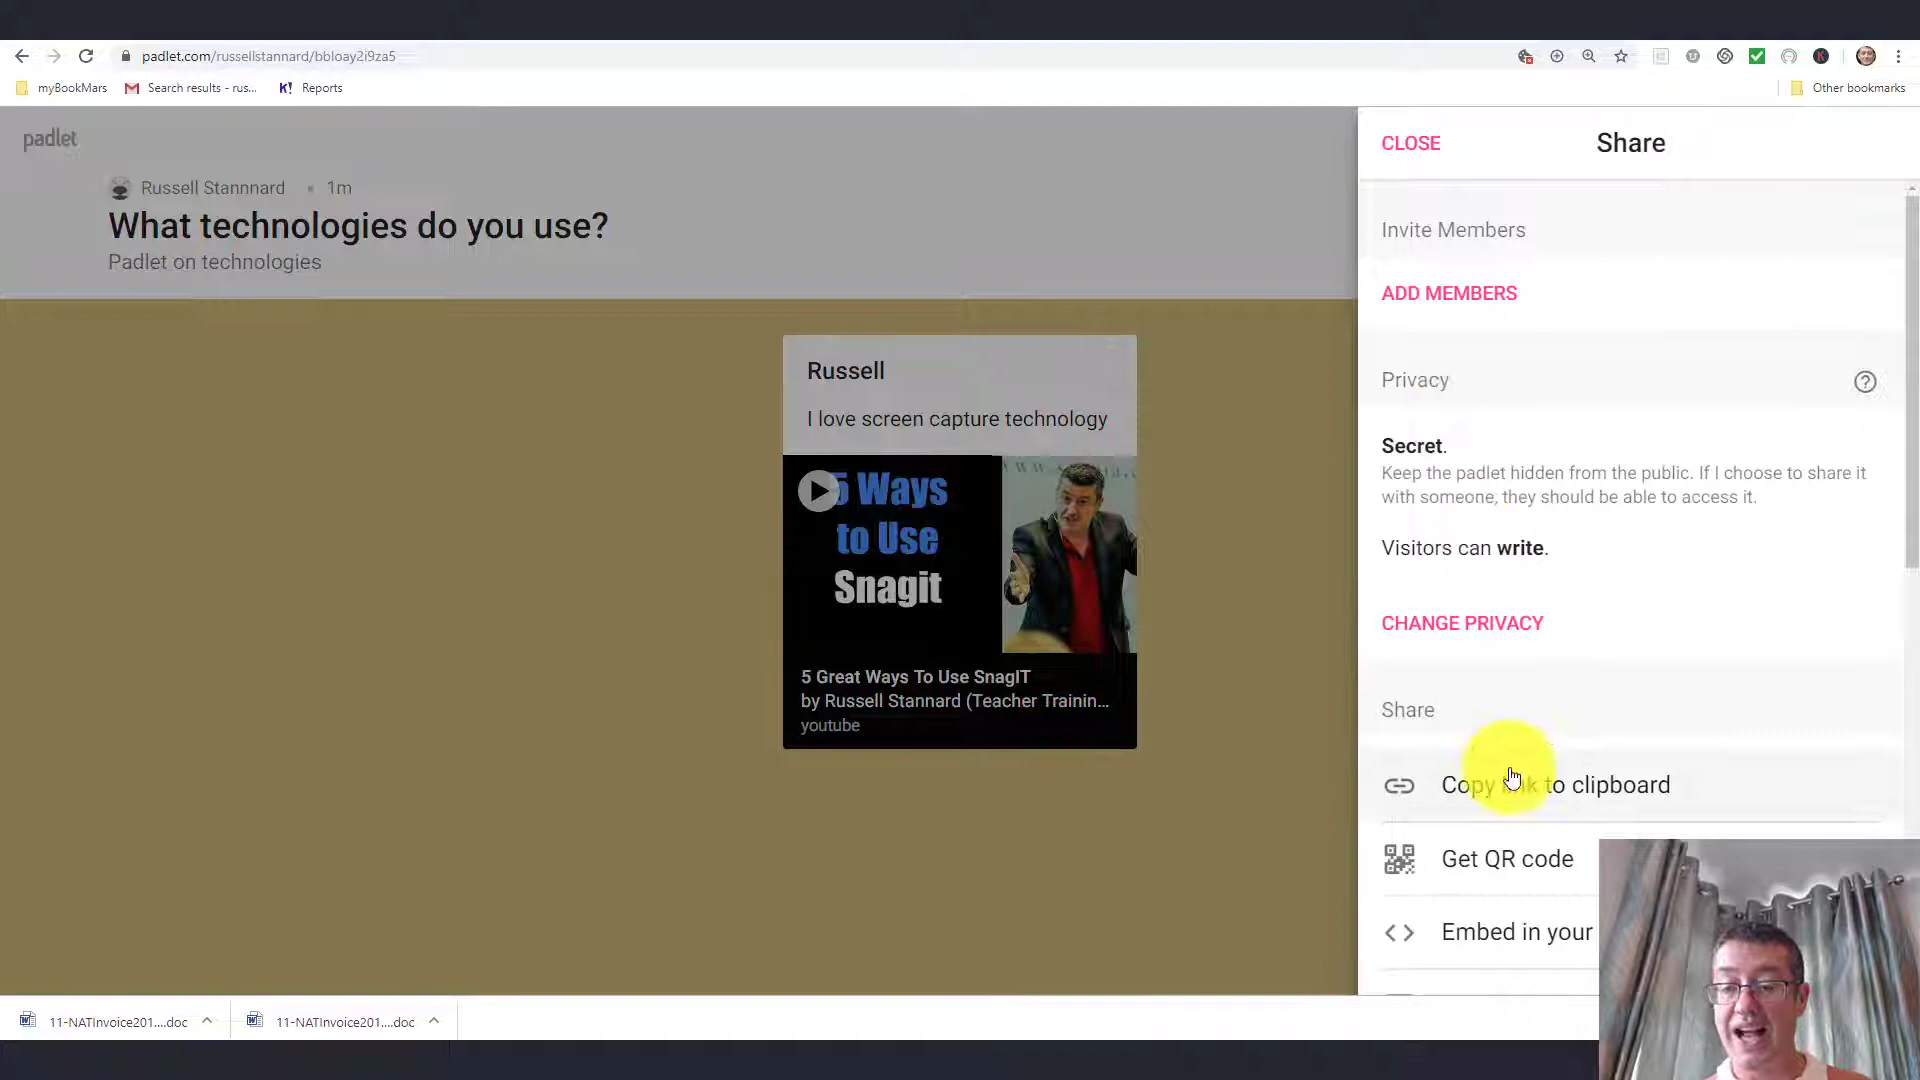 padlet.com/russellstannard/bbloay2i9za5
myBookMars
Search results - rus...
K! Reports
Other bookmarks
padlet
Russell Stannnard • 1m
What technologies do you use?
Padlet on technologies
Russell
I love screen capture technology
5 Ways
to Use
Snagit
5 Great Ways To Use SnagIT
by Russell Stannard (Teacher Trainin...
youtube
CLOSE
Share
Invite Members
ADD MEMBERS
Privacy
Secret.
Keep the padlet hidden from the public. If I choose to share it
with someone, they should be able to access it.
Visitors can write.
CHANGE PRIVACY
Share
Copy link to clipboard
Get QR code
Embed in your
11-NATInvoice201....doc
11-NATInvoice201....doc